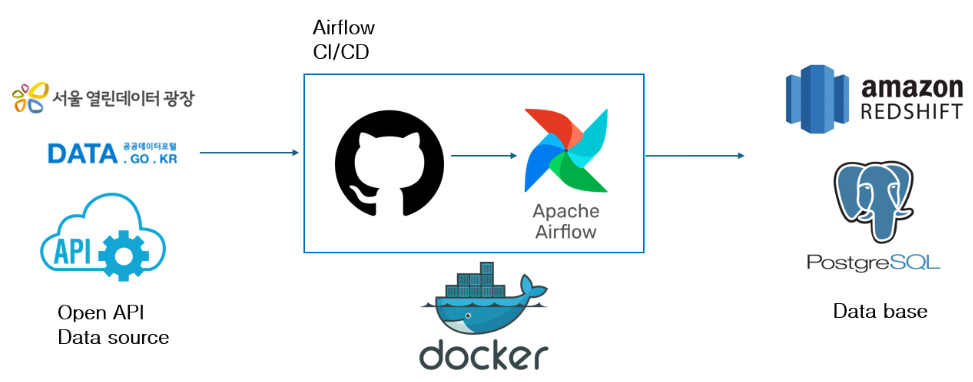 Airflow
CI/CD
서울 열린데이터 광장
DATA 공공데이터포털
.GO.KR
API
Open API
Data source
Apache
Airflow
docker
amazon
REDSHIFT
PostgreSQL
Data base